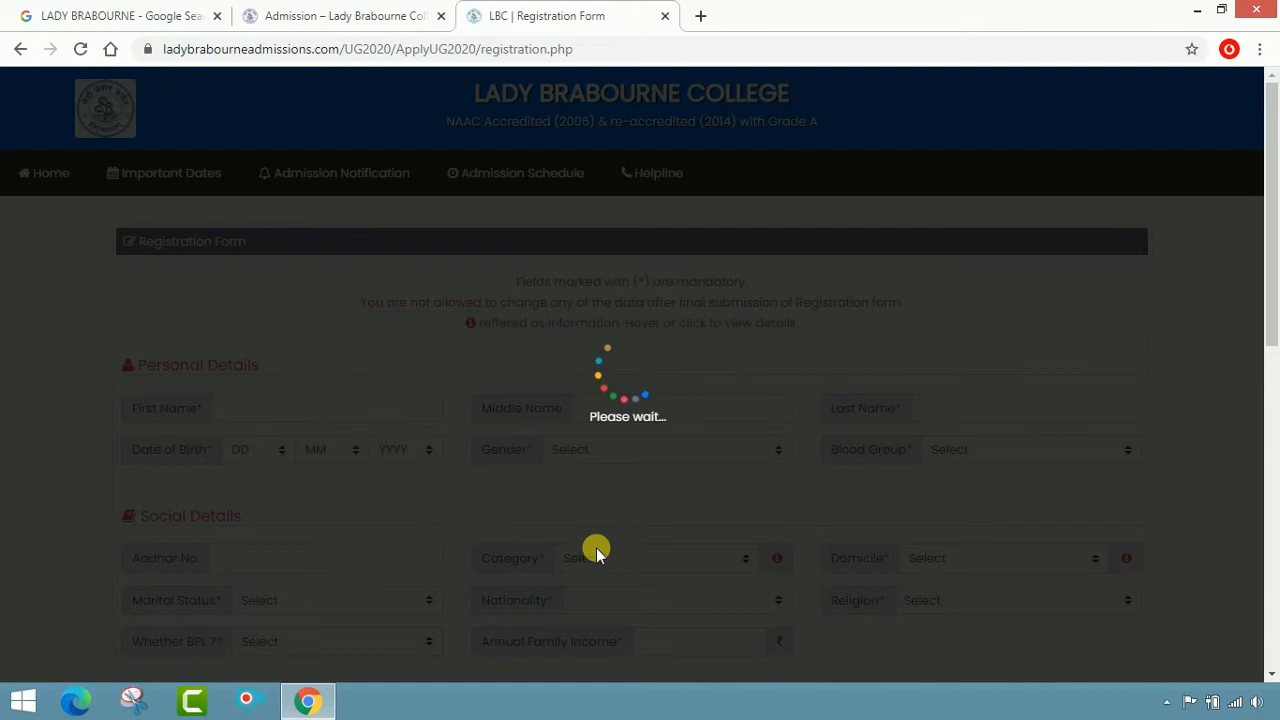 LADY BRABOURNE - Google Sea
Admission – Lady Brabourne Coll
LBC | Registration Form
ladybrabourneadmissions.com/UG2020/ApplyUG2020/registration.php
LADY BRABOURNE COLLEGE
NAAC Accredited (2006) & re-accredited (2014) with Grade A
Home Important Dates Admission Notification Admission Schedule Helpline
Registration Form
Fields marked with (*) are mandatory.
You are not allowed to change any of the data after final submission of Registration form.
reffered as information. Hover or click to view details.
Personal Details
Please wait...
First Name* Middle Name Last Name*
Date of Birth* DD MM YYYY Gender* Select Blood Group* Select
Social Details
Aadhar No. Category* Select Domicile* Select
Marital Status* Select Nationality* Religion* Select
Whether BPL ?* Select Annual Family Income* ₹